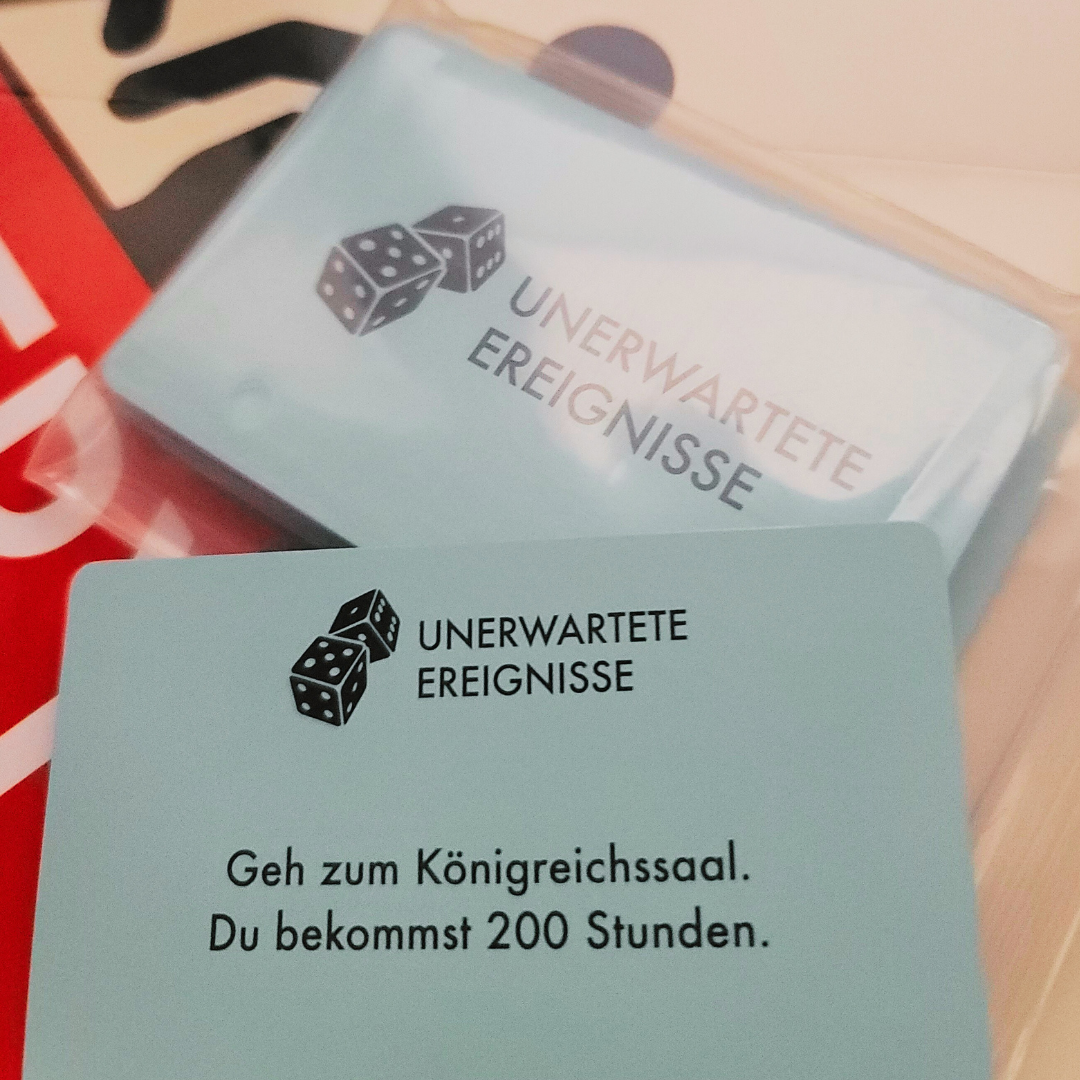 UNERWARTETE
EREIGNISSE
UNERWARTETE
EREIGNISSE
Geh zum Königreichssaal.
Du bekommst 200 Stunden.